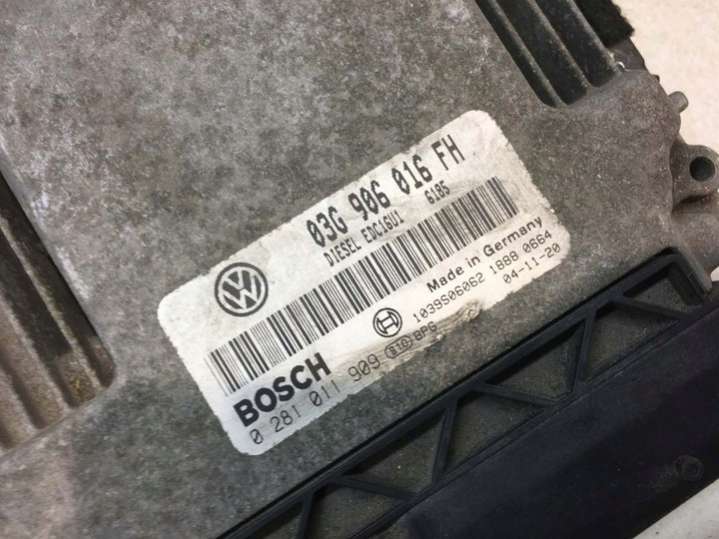 03G 906 016 FH
DIESEL EDC16U1 6185
Made in Germany
1039S06062 1888 0664
04-11-20
BOSCH
0 281 011 909 BPG